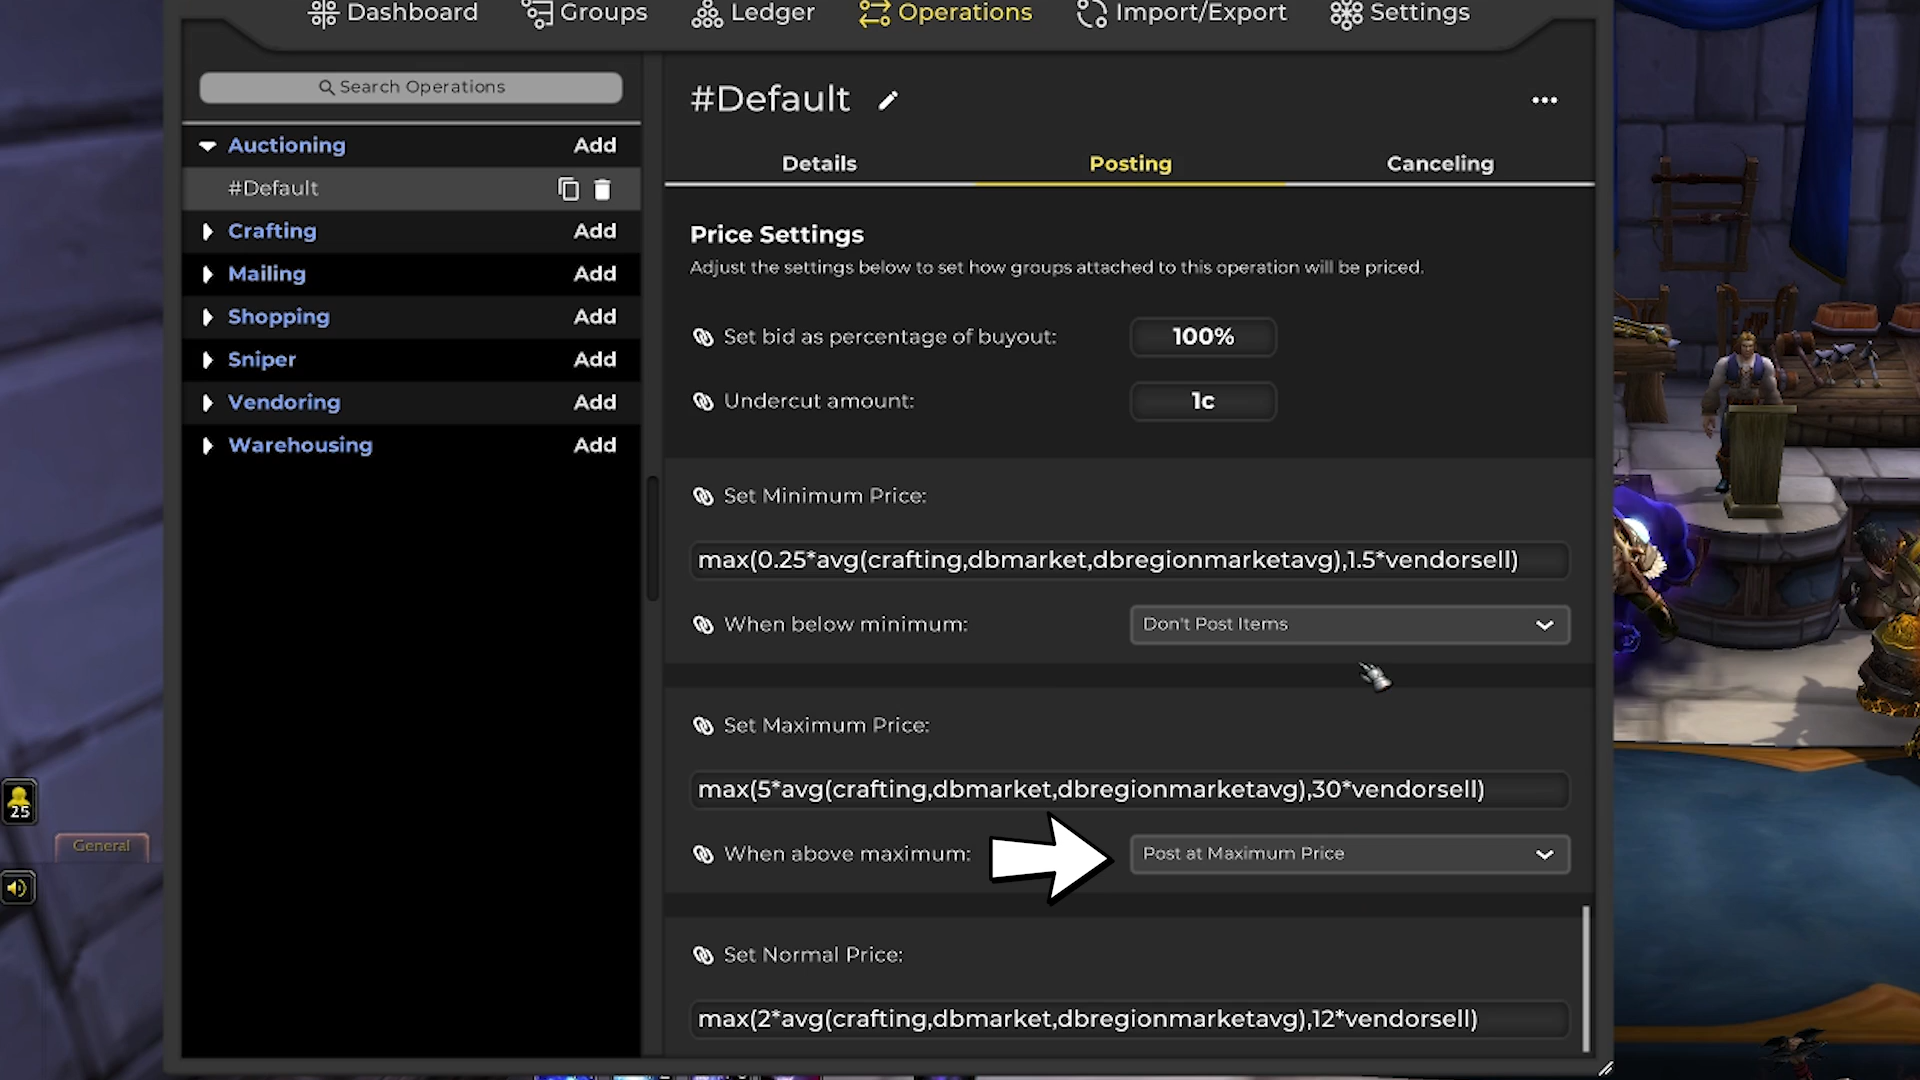 Dashboard Groups Ledger Operations Import/Export Settings
Search Operations
Auctioning Add
#Default
Crafting Add
Mailing Add
Shopping Add
Sniper Add
Vendoring Add
Warehousing Add
#Default
Details Posting Canceling
Price Settings
Adjust the settings below to set how groups attached to this operation will be priced.
Set bid as percentage of buyout: 100%
Undercut amount: 1c
Set Minimum Price:
max(0.25*avg(crafting,dbmarket,dbregionmarketavg),1.5*vendorsell)
When below minimum: Don't Post Items
Set Maximum Price:
max(5*avg(crafting,dbmarket,dbregionmarketavg),30*vendorsell)
When above maximum: Post at Maximum Price
Set Normal Price:
max(2*avg(crafting,dbmarket,dbregionmarketavg),12*vendorsell)
25
General